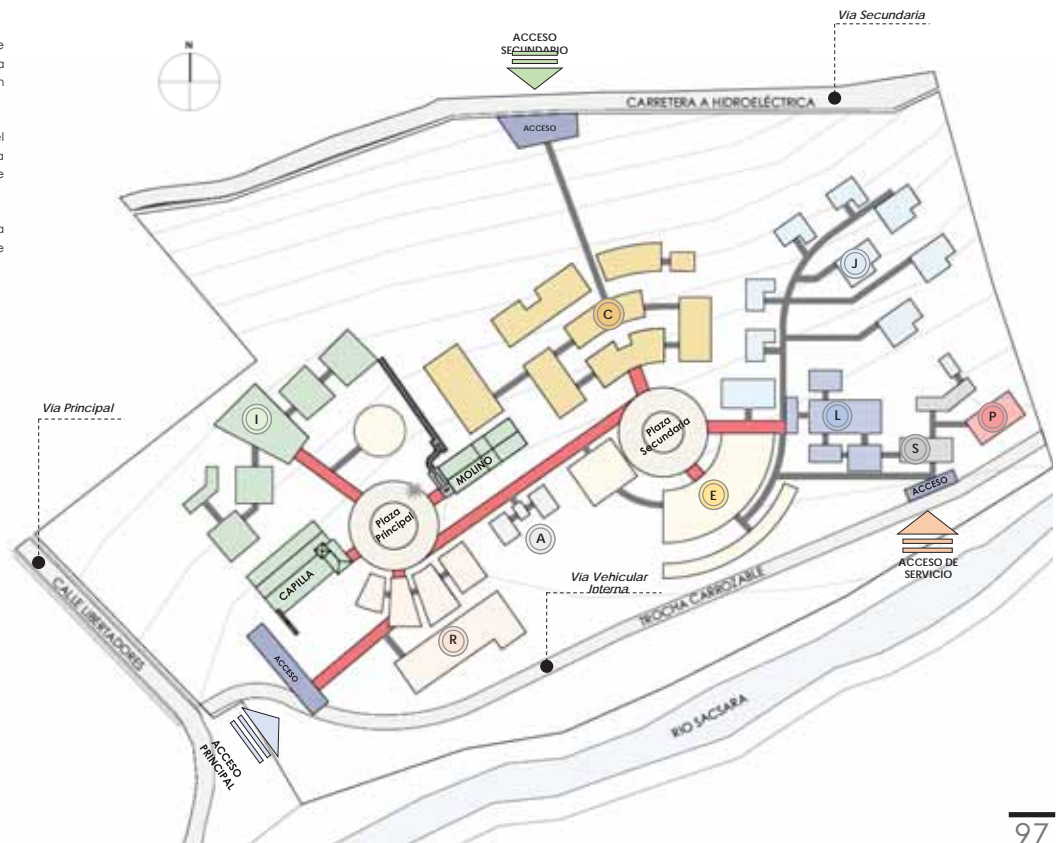 e
a
n
el
a
e
a
e
N
Via Secundaria
ACCESO
SECUNDARIO
CARRETERA A HIDROELÉCTRICA
ACCESO
J
C
Via Principal
I
L
P
Plaza
Secundaria
S
MOLINO
E
ACCESO
Plaza
Principal
A
ACCESO DE
SERVICIO
CAPILLA
Via Vehicular
Interna
TROCHA CARROZABLE
CALLE LIBERTADORES
R
ACCESO
RIO SACSARA
ACCESO
PRINCIPAL
97